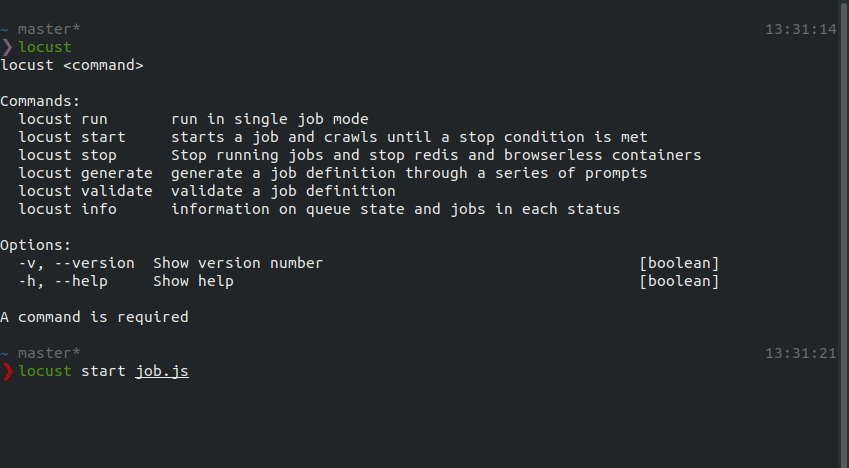 ~ master* 13:31:14
❯ locust
locust <command>
Commands:
locust run run in single job mode
locust start starts a job and crawls until a stop condition is met
locust stop Stop running jobs and stop redis and browserless containers
locust generate generate a job definition through a series of prompts
locust validate validate a job definition
locust info information on queue state and jobs in each status
Options:
-v, --version Show version number [boolean]
-h, --help Show help [boolean]
A command is required
~ master* 13:31:21
❯ locust start job.js